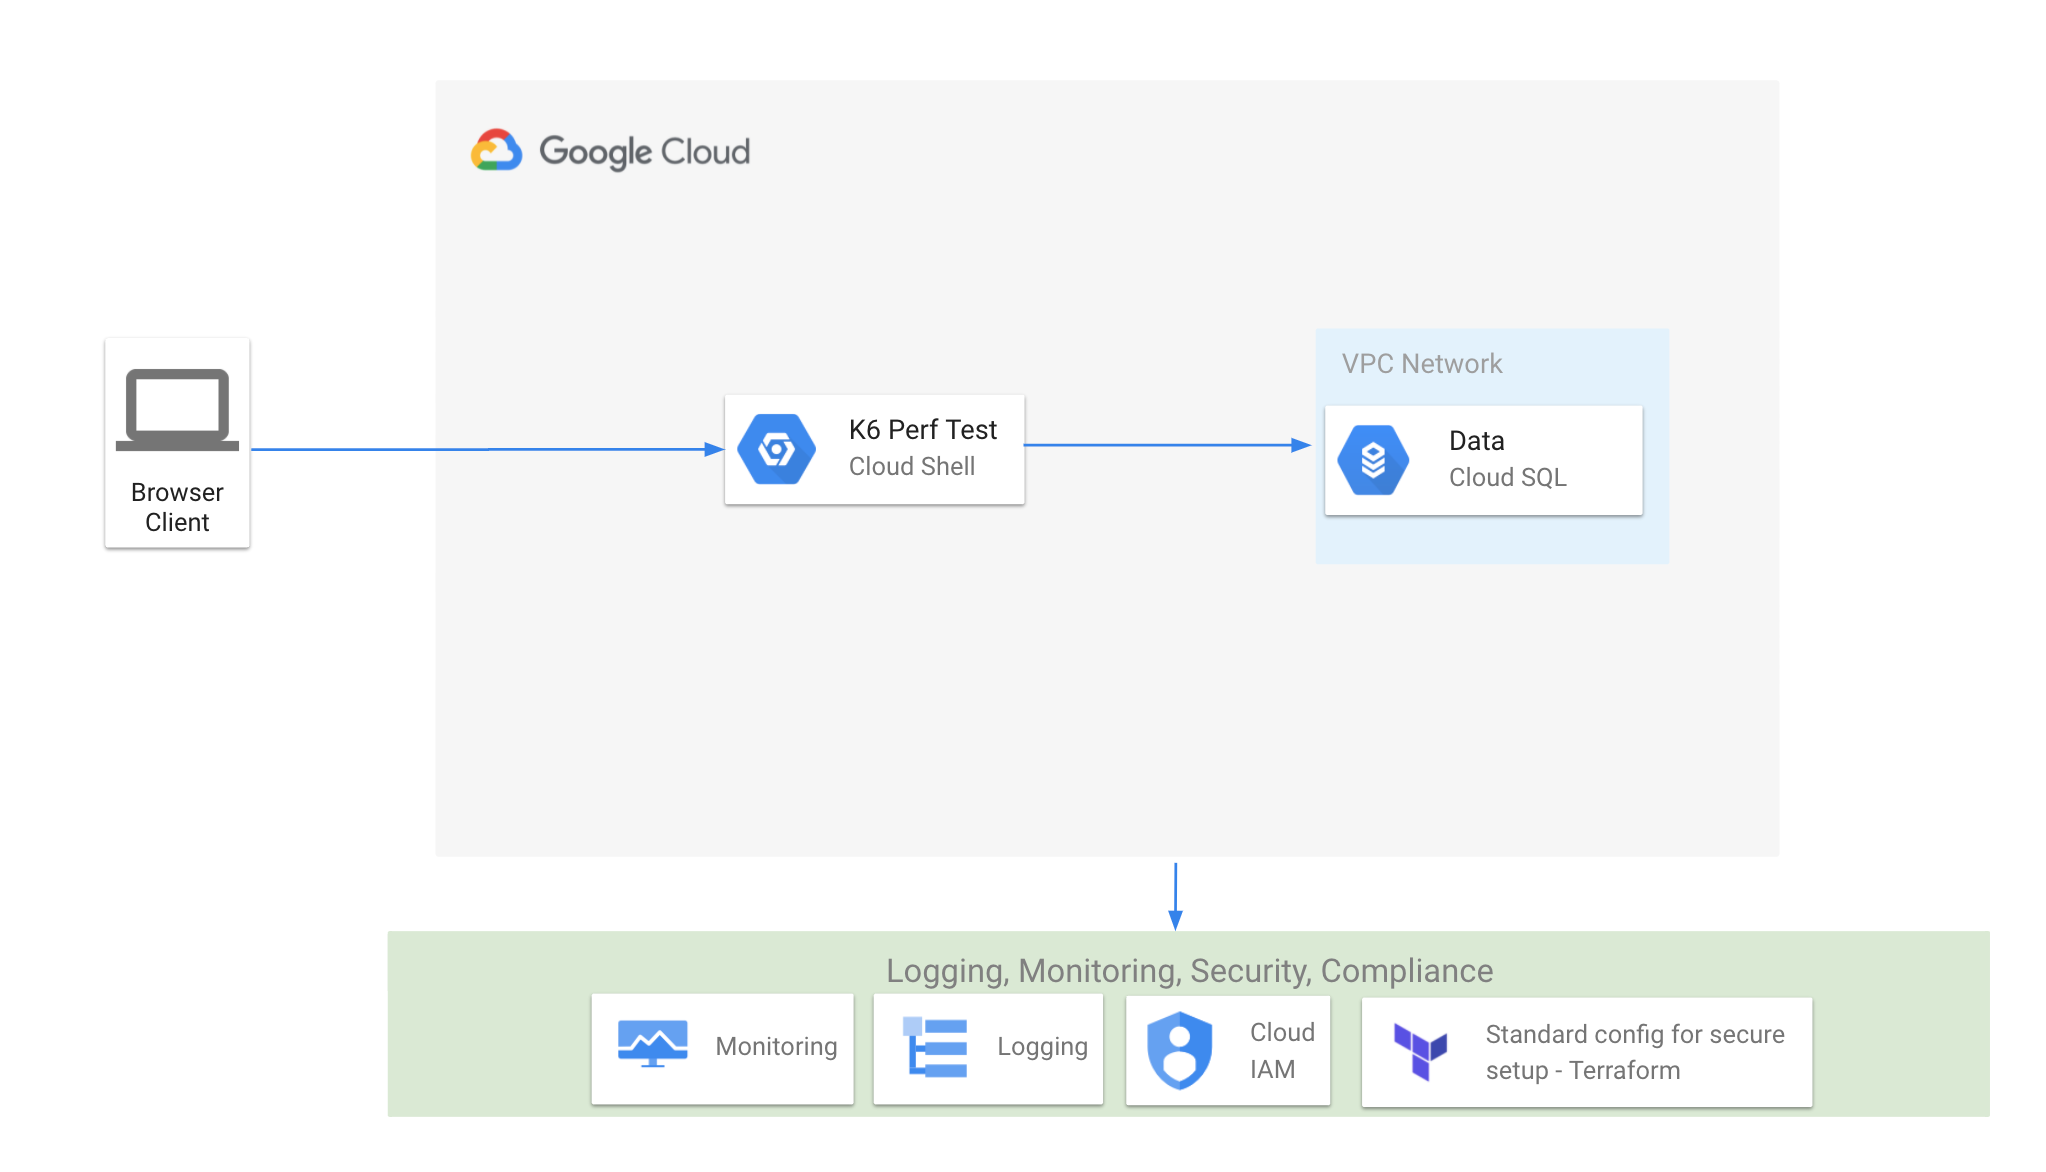 Google Cloud
Browser
Client
K6 Perf Test
Cloud Shell
VPC Network
Data
Cloud SQL
Logging, Monitoring, Security, Compliance
Monitoring
Logging
Cloud
IAM
Standard config for secure
setup - Terraform